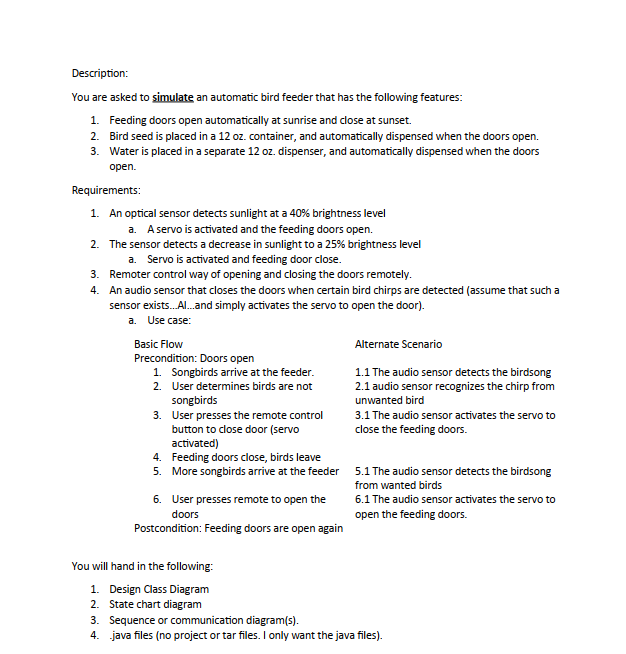 Description:
You are asked to simulate an automatic bird feeder that has the following features:
1. Feeding doors open automatically at sunrise and close at sunset.
2. Bird seed is placed in a 12 oz. container, and automatically dispensed when the doors open.
3. Water is placed in a separate 12 oz. dispenser, and automatically dispensed when the doors
open.
Requirements:
1. An optical sensor detects sunlight at a 40% brightness level
a. A servo is activated and the feeding doors open.
2. The sensor detects a decrease in sunlight to a 25% brightness level
a. Servo is activated and feeding door close.
3. Remoter control way of opening and closing the doors remotely.
4. An audio sensor that closes the doors when certain bird chirps are detected (assume that such a
sensor exists...AI...and simply activates the servo to open the door).
a. Use case:
Basic Flow
Precondition: Doors open
1. Songbirds arrive at the feeder.
2. User determines birds are not
songbirds
3. User presses the remote control
button to close door (servo
activated)
4. Feeding doors close, birds leave
5. More songbirds arrive at the feeder
6. User presses remote to open the
doors
Postcondition: Feeding doors are open again
Alternate Scenario
1.1 The audio sensor detects the birdsong
2.1 audio sensor recognizes the chirp from
unwanted bird
3.1 The audio sensor activates the servo to
close the feeding doors.
5.1 The audio sensor detects the birdsong
from wanted birds
6.1 The audio sensor activates the servo to
open the feeding doors.
You will hand in the following:
1. Design Class Diagram
2. State chart diagram
3. Sequence or communication diagram(s).
4. .java files (no project or tar files. I only want the java files).